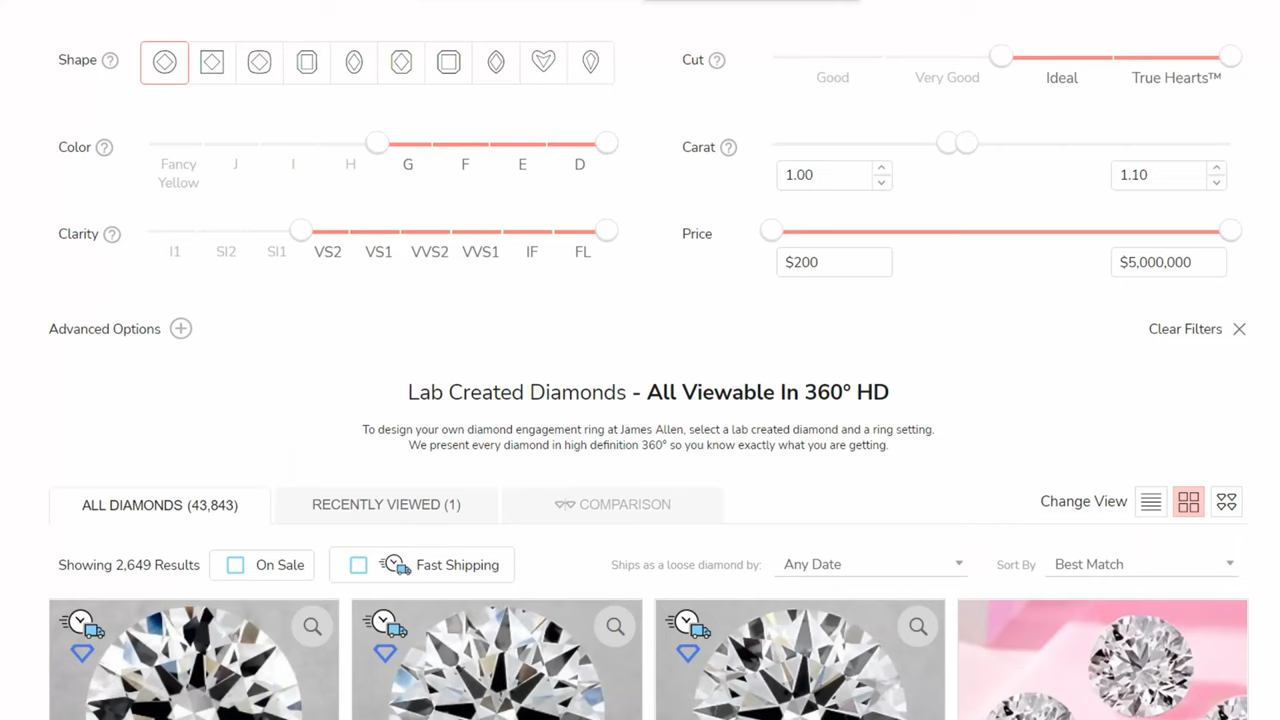 Shape ?
Cut ?
Good Very Good Ideal True Hearts™
Color ?
Fancy Yellow J I H G F E D
Carat ?
1.00 1.10
Clarity ?
I1 SI2 SI1 VS2 VS1 VVS2 VVS1 IF FL
Price
$200 $5,000,000
Advanced Options
Clear Filters
Lab Created Diamonds - All Viewable In 360° HD
To design your own diamond engagement ring at James Allen, select a lab created diamond and a ring setting.
We present every diamond in high definition 360° so you know exactly what you are getting.
ALL DIAMONDS (43,843) RECENTLY VIEWED (1) COMPARISON
Change View
Showing 2,649 Results On Sale Fast Shipping
Ships as a loose diamond by: Any Date Sort By Best Match